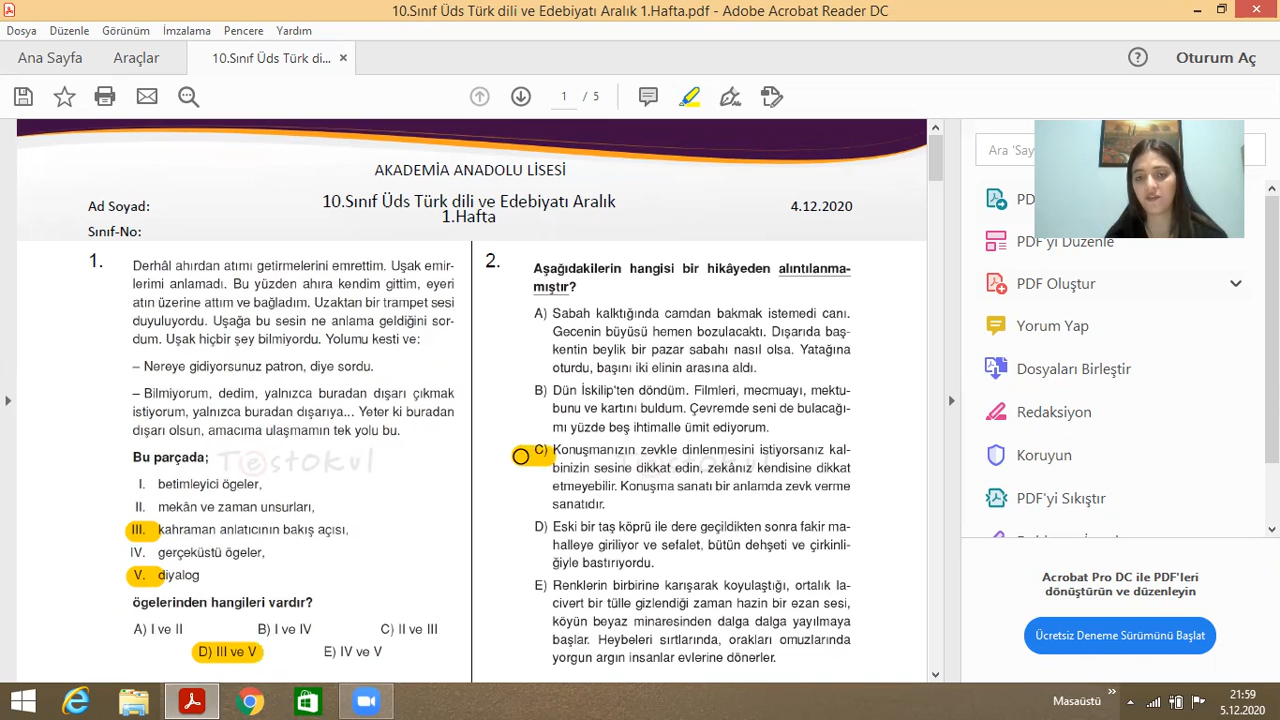 10.Sınıf Üds Türk dili ve Edebiyatı Aralık 1.Hafta.pdf - Adobe Acrobat Reader DC
Dosya Düzenle Görünüm İmzalama Pencere Yardım
Ana Sayfa Araçlar 10.Sınıf Üds Türk di... × Oturum Aç
1 / 5
AKADEMİA ANADOLU LİSESİ
10.Sınıf Üds Türk dili ve Edebiyatı Aralık
1.Hafta
Ad Soyad:
4.12.2020
Sınıf-No:
1.
Derhâl ahırdan atımı getirmelerini emrettim. Uşak emir-
lerimi anlamadı. Bu yüzden ahıra kendim gittim, eyeri
atın üzerine attım ve bağladım. Uzaktan bir trampet sesi
duyuluyordu. Uşağa bu sesin ne anlama geldiğini sor-
dum. Uşak hiçbir şey bilmiyordu. Yolumu kesti ve:
– Nereye gidiyorsunuz patron, diye sordu.
– Bilmiyorum, dedim, yalnızca buradan dışarı çıkmak
istiyorum, yalnızca buradan dışarıya... Yeter ki buradan
dışarı olsun, amacıma ulaşmamın tek yolu bu.
Bu parçada;
Testokul
I. betimleyici ögeler,
II. mekân ve zaman unsurları,
III. kahraman anlatıcının bakış açısı,
IV. gerçeküstü ögeler,
V. diyalog
ögelerinden hangileri vardır?
A) I ve II B) I ve IV C) II ve III
D) III ve V E) IV ve V
2.
Aşağıdakilerin hangisi bir hikâyeden alıntılanma-
mıştır?
A) Sabah kalktığında camdan bakmak istemedi canı.
Gecenin büyüsü hemen bozulacaktı. Dışarıda baş-
kentin beylik bir pazar sabahı nasıl olsa. Yatağına
oturdu, başını iki elinin arasına aldı.
B) Dün İskilip'ten döndüm. Filmleri, mecmuayı, mektu-
bunu ve kartını buldum. Çevremde seni de bulacağı-
mı yüzde beş ihtimalle ümit ediyorum.
C) Konuşmanızın zevkle dinlenmesini istiyorsanız kal-
binizin sesine dikkat edin, zekânız kendisine dikkat
etmeyebilir. Konuşma sanatı bir anlamda zevk verme
sanatıdır.
D) Eski bir taş köprü ile dere geçildikten sonra fakir ma-
halleye giriliyor ve sefalet, bütün dehşeti ve çirkinli-
ğiyle bastırıyordu.
E) Renklerin birbirine karışarak koyulaştığı, ortalık la-
civert bir tülle gizlendiği zaman hazin bir ezan sesi,
köyün beyaz minaresinden dalga dalga yayılmaya
başlar. Heybeleri sırtlarında, orakları omuzlarında
yorgun argın insanlar evlerine dönerler.
Ara 'Say
PD
PDF'yi Düzenle
PDF Oluştur
Yorum Yap
Dosyaları Birleştir
Redaksiyon
Koruyun
PDF'yi Sıkıştır
Acrobat Pro DC ile PDF'leri
dönüştürün ve düzenleyin
Ücretsiz Deneme Sürümünü Başlat
Masaüstü
21:59
5.12.2020